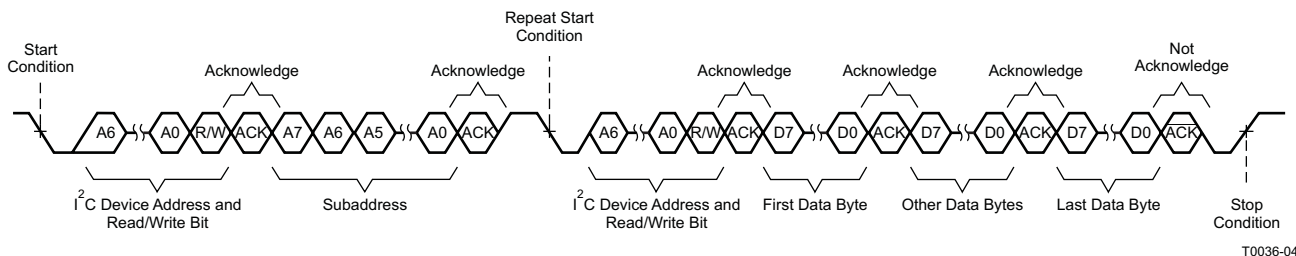 Start
Condition
Repeat Start
Condition
Acknowledge
Acknowledge
Acknowledge
Acknowledge
Acknowledge
Not
Acknowledge
A6 A0 R/W ACK A7 A6 A5 A0 ACK A6 A0 R/W ACK D7 D0 ACK D7 D0 ACK D7 D0 A̅C̅K̅
I²C Device Address and
Read/Write Bit
Subaddress
I²C Device Address and
Read/Write Bit
First Data Byte
Other Data Bytes
Last Data Byte
Stop
Condition
T0036-04